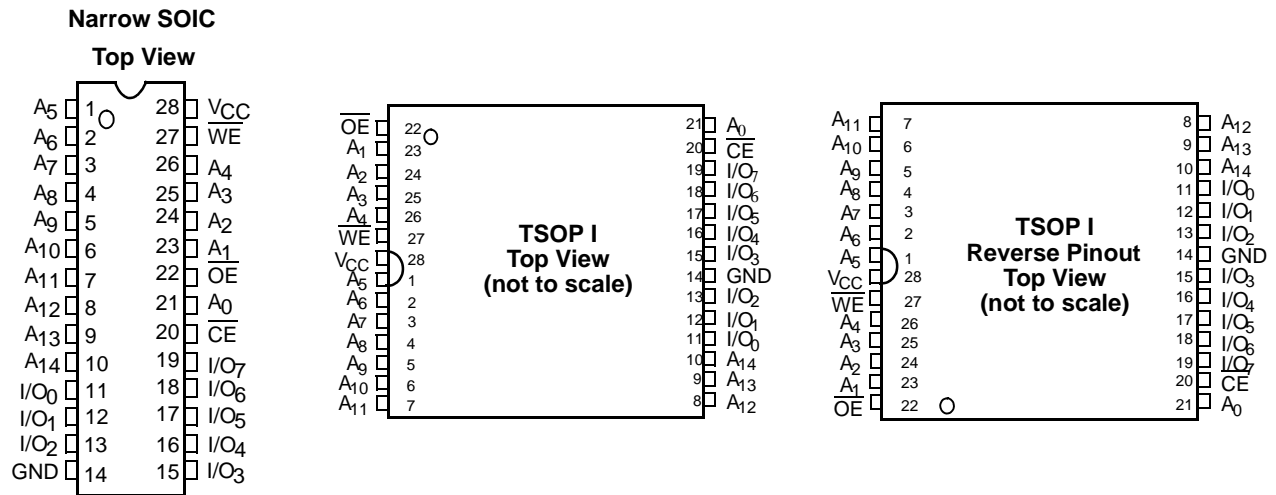 Narrow SOIC
Top View
A5 1 28 VCC
A6 2 27 W̅E̅
A7 3 26 A4
A8 4 25 A3
A9 5 24 A2
A10 6 23 A1
A11 7 22 O̅E̅
A12 8 21 A0
A13 9 20 C̅E̅
A14 10 19 I/O7
I/O0 11 18 I/O6
I/O1 12 17 I/O5
I/O2 13 16 I/O4
GND 14 15 I/O3
O̅E̅ 22 21 A0
A1 23 20 C̅E̅
A2 24 19 I/O7
A3 25 18 I/O6
A4 26 17 I/O5
W̅E̅ 27 16 I/O4
VCC 28 15 I/O3
A5 1 14 GND
A6 2 13 I/O2
A7 3 12 I/O1
A8 4 11 I/O0
A9 5 10 A14
A10 6 9 A13
A11 7 8 A12
TSOP I
Top View
(not to scale)
A11 7 8 A12
A10 6 9 A13
A9 5 10 A14
A8 4 11 I/O0
A7 3 12 I/O1
A6 2 13 I/O2
A5 1 14 GND
VCC 28 15 I/O3
W̅E̅ 27 16 I/O4
A4 26 17 I/O5
A3 25 18 I/O6
A2 24 19 I/O7
A1 23 20 C̅E̅
O̅E̅ 22 21 A0
TSOP I
Reverse Pinout
Top View
(not to scale)